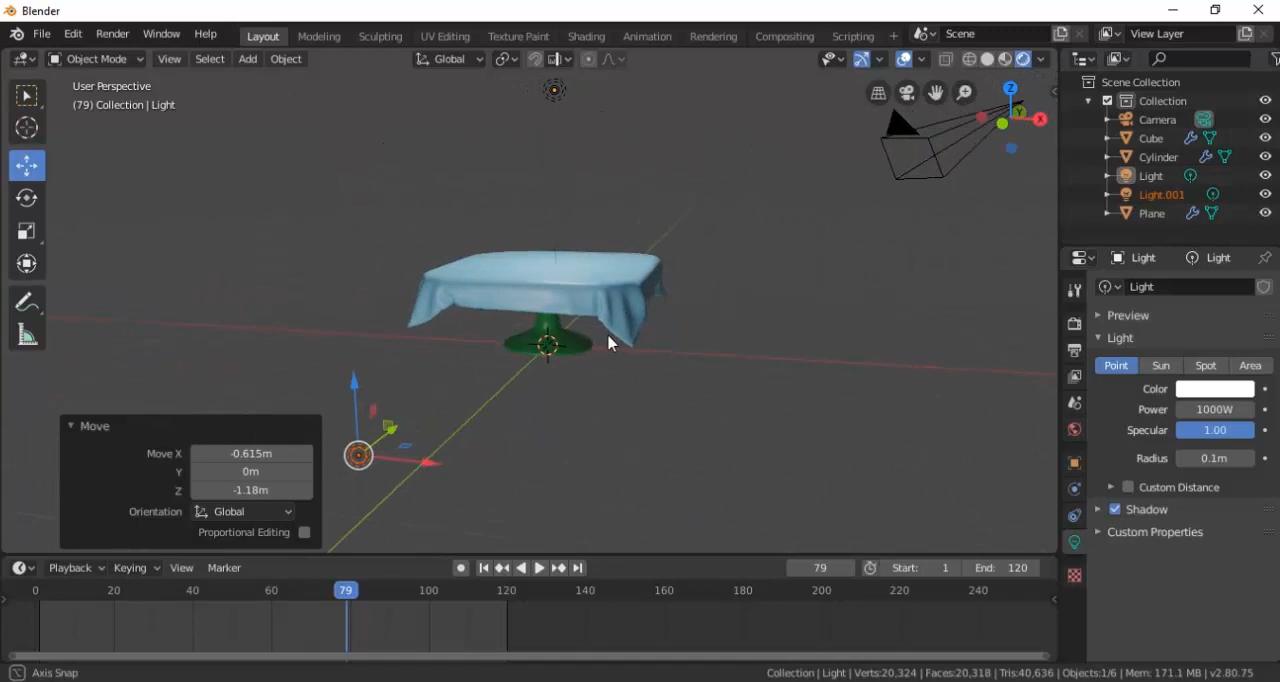 Blender
File Edit Render Window Help Layout Modeling Sculpting UV Editing Texture Paint Shading Animation Rendering Compositing Scripting + Scene View Layer
Object Mode View Select Add Object Global
User Perspective
(79) Collection | Light
Z
Y
X
Scene Collection
Collection
Camera
Cube
Cylinder
Light
Light.001
Plane
Light Light
Light
Preview
Light
Point Sun Spot Area
Color
Power 1000W
Specular 1.00
Radius 0.1m
Custom Distance
Shadow
Custom Properties
Move
Move X -0.615m
Y 0m
Z -1.18m
Orientation Global
Proportional Editing
Playback Keying View Marker 79 Start: 1 End: 120
0 20 40 60 79 100 120 140 160 180 200 220 240
Axis Snap Collection | Light | Verts:20,324 | Faces:20,318 | Tris:40,636 | Objects:1/6 | Mem: 171.1 MB | v2.80.75